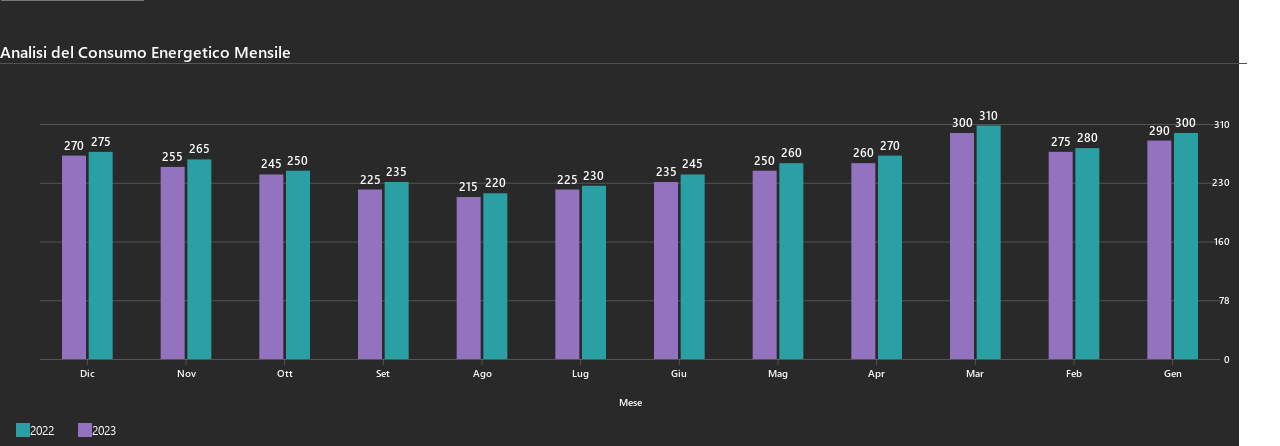 Analisi del Consumo Energetico Mensile
270 275 255 265 245 250 225 235 215 220 225 230 235 245 250 260 260 270 300 310 275 280 290 300
310
230
160
78
0
Dic Nov Ott Set Ago Lug Giu Mag Apr Mar Feb Gen
Mese
2022 2023